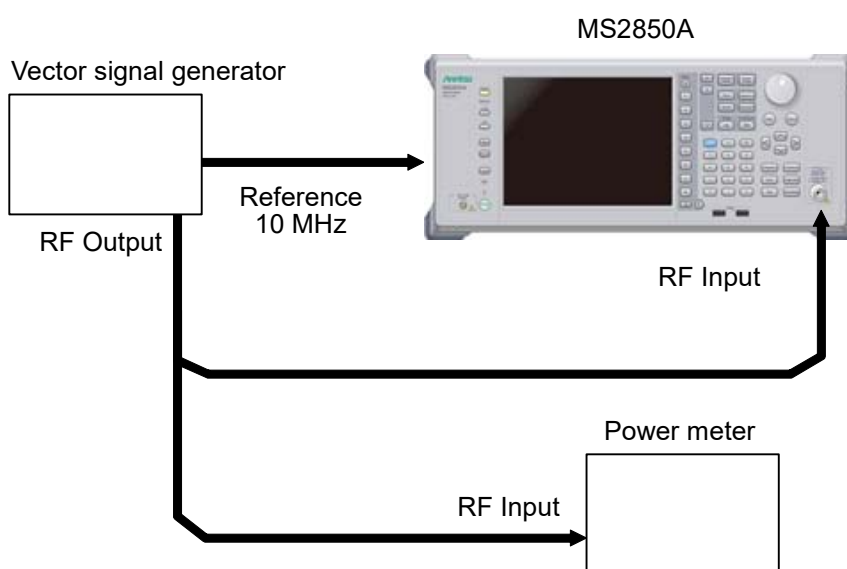 MS2850A
Vector signal generator
Reference
10 MHz
RF Output
RF Input
Power meter
RF Input